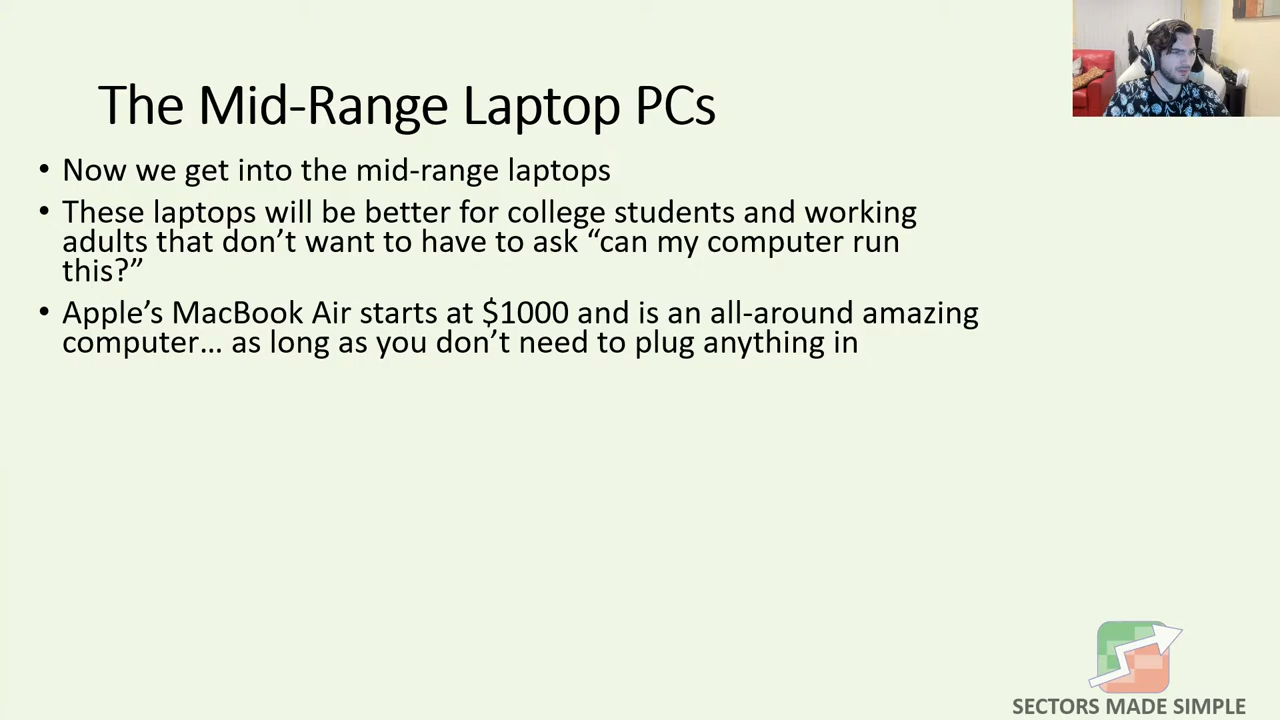 The Mid-Range Laptop PCs
• Now we get into the mid-range laptops
• These laptops will be better for college students and working
adults that don’t want to have to ask “can my computer run
this?”
• Apple’s MacBook Air starts at $1000 and is an all-around amazing
computer… as long as you don’t need to plug anything in
SECTORS MADE SIMPLE